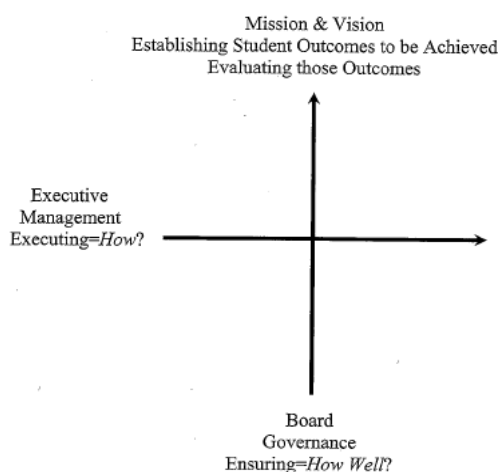 Mission & Vision
Establishing Student Outcomes to be Achieved
Evaluating those Outcomes
Executive
Management
Executing=How?
Board
Governance
Ensuring=How Well?